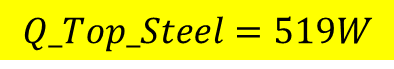 Q_Top_Steel = 519W